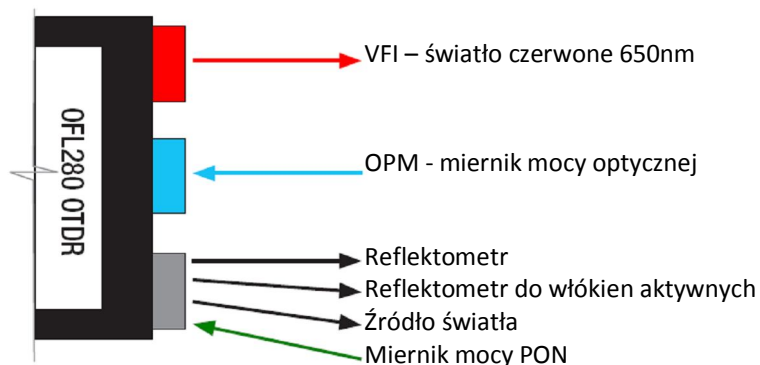 VFI – światło czerwone 650nm
OFL280 OTDR
OPM - miernik mocy optycznej
Reflektometr
Reflektometr do włókien aktywnych
Źródło światła
Miernik mocy PON